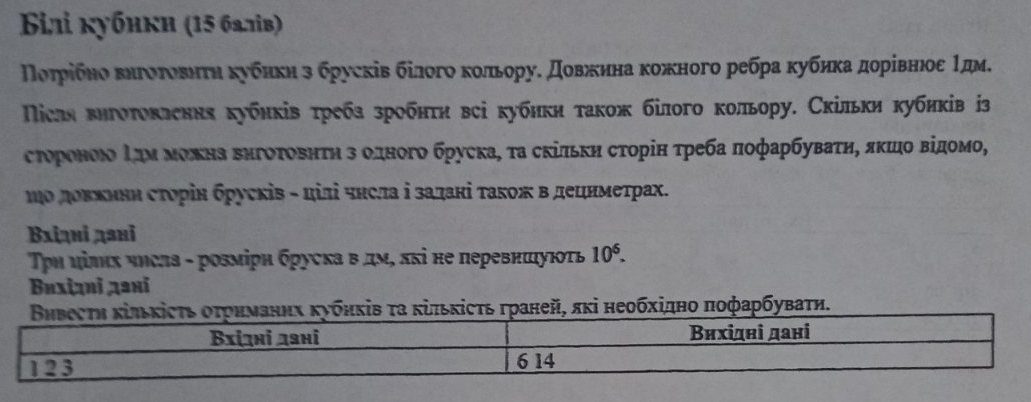 Білі кубики (15 балів)
Потрібно виготовити кубики з брусків білого кольору. Довжина кожного ребра кубика дорівнює 1дм.
Після виготовлення кубиків треба зробити всі кубики також білого кольору. Скільки кубиків із
стороною 1дм можна виготовити з одного бруска, та скільки сторін треба пофарбувати, якщо відомо,
що довжини сторін брусків - цілі числа і задані також в дециметрах.
Вхідні дані
Три цілих числа - розміри бруска в дм, які не перевищують 10⁶.
Вихідні дані
Вивести кількість отриманих кубиків та кількість граней, які необхідно пофарбувати.
Вхідні дані Вихідні дані
1 2 3 6 14